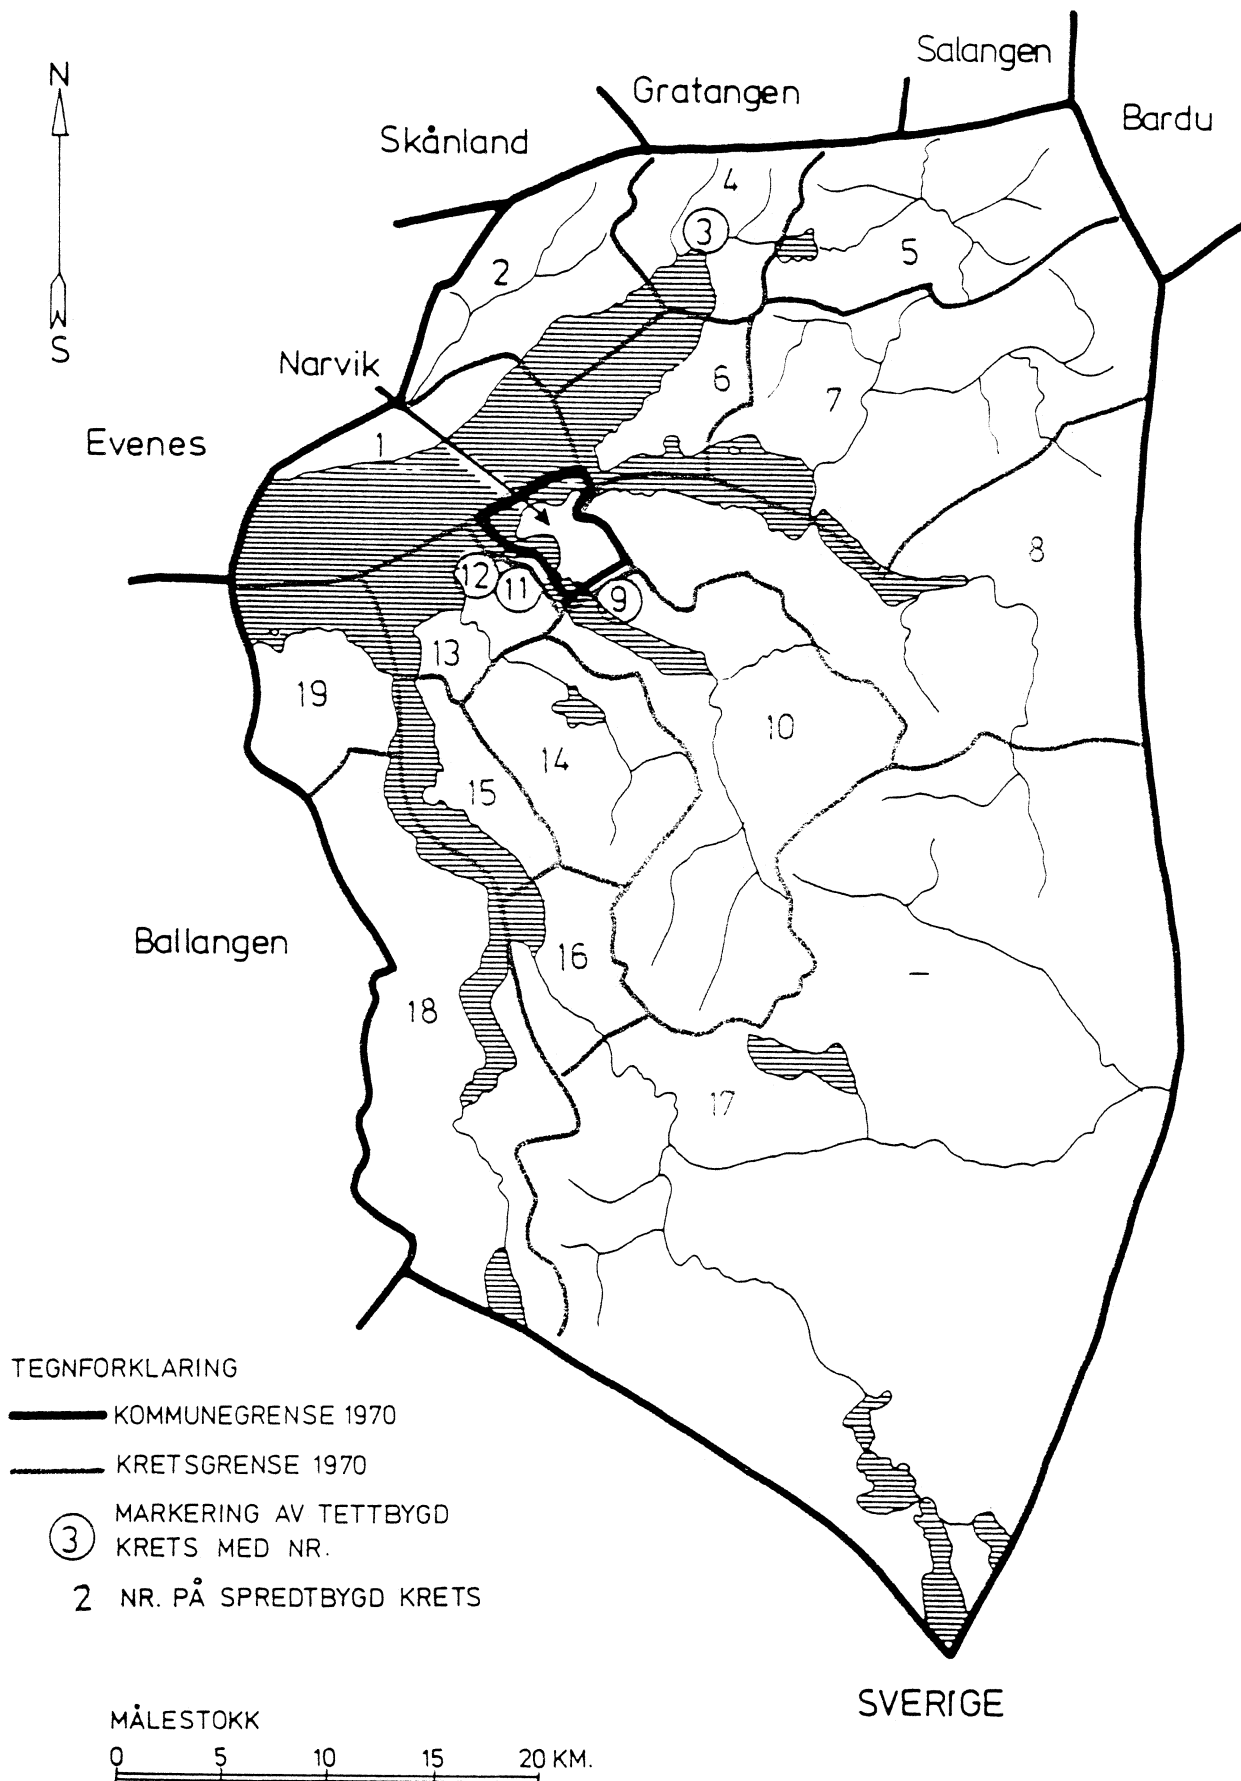 N
S
Salangen
Gratangen
Bardu
Skånland
4
3
5
2
Narvik
6
7
Evenes
1
8
12
11
9
13
19
10
14
15
Ballangen
16
18
17
TEGNFORKLARING
KOMMUNEGRENSE 1970
KRETSGRENSE 1970
3
MARKERING AV TETTBYGD
KRETS MED NR.
2 NR. PÅ SPREDTBYGD KRETS
SVERIGE
MÅLESTOKK
0 5 10 15 20 KM.